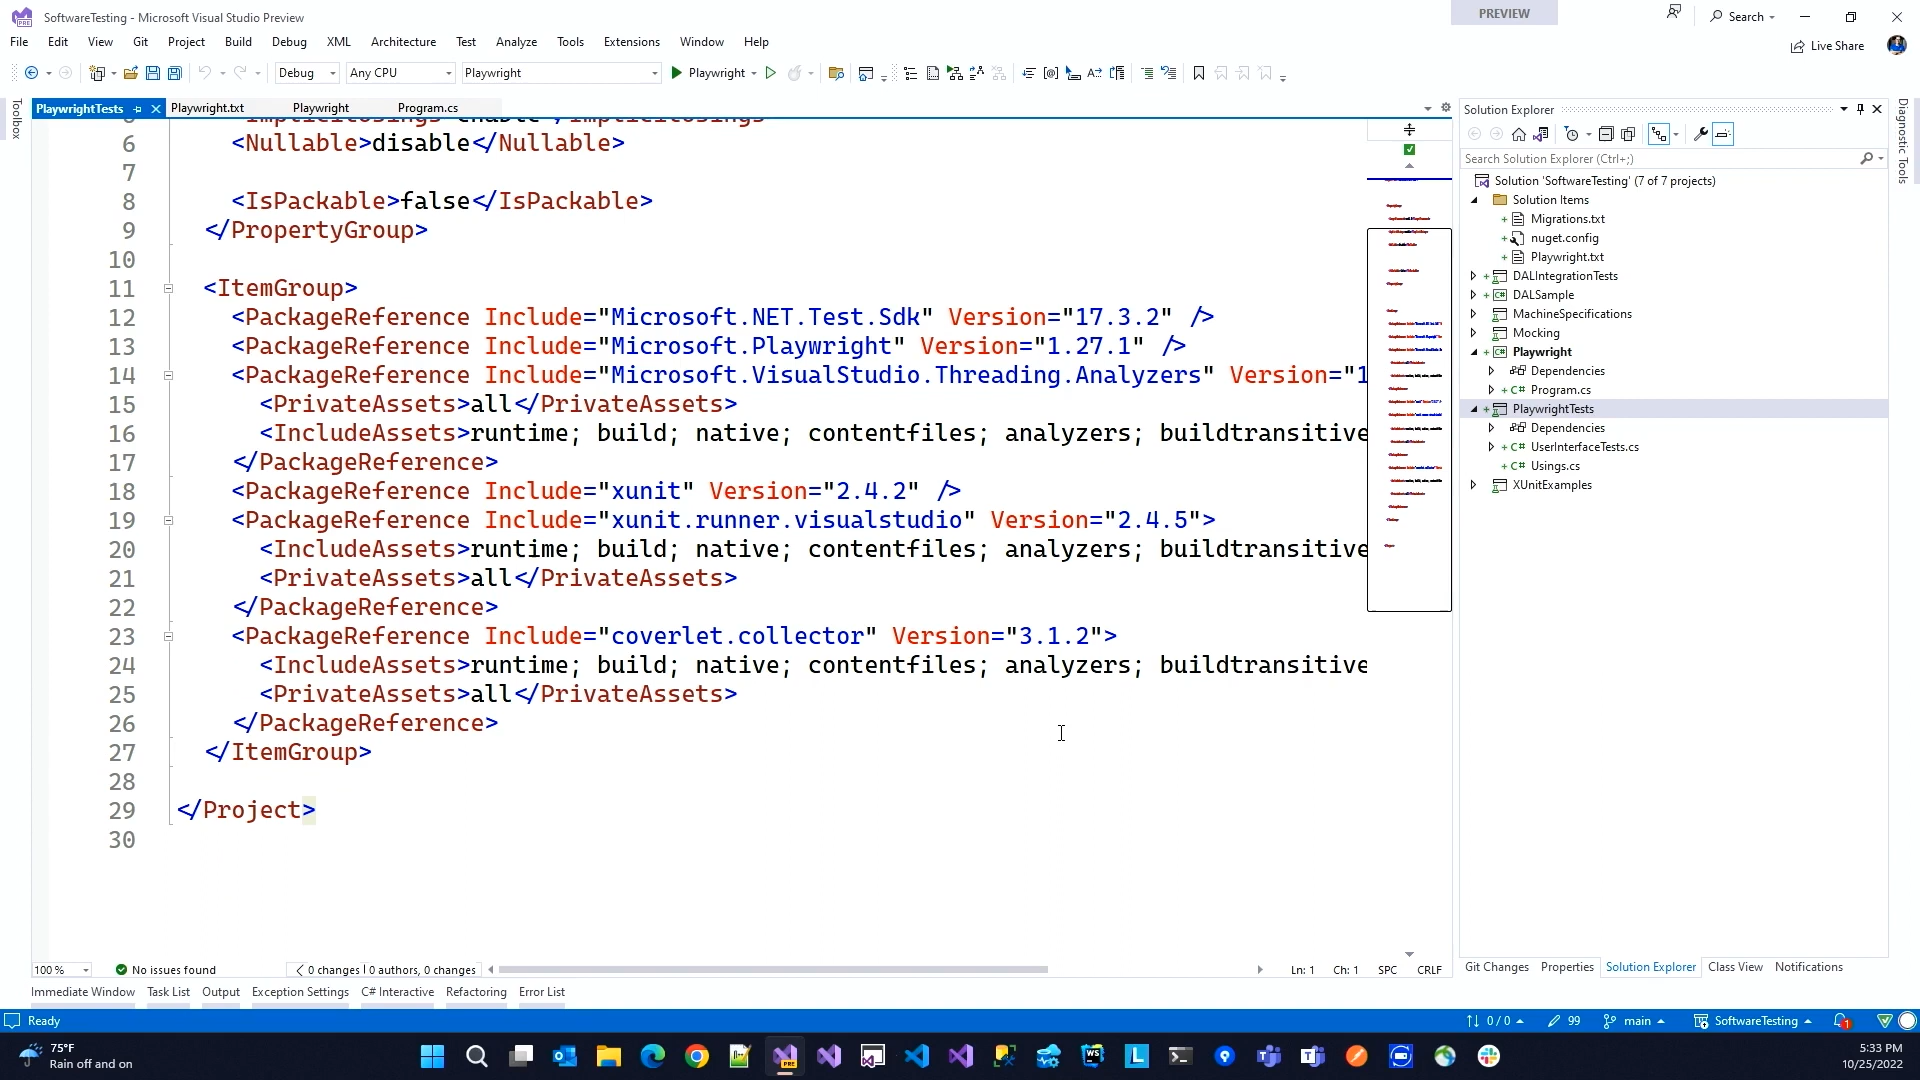 SoftwareTesting - Microsoft Visual Studio Preview
PREVIEW
Search
File Edit View Git Project Build Debug XML Architecture Test Analyze Tools Extensions Window Help
Live Share
Debug Any CPU Playwright Playwright
Toolbox
PlaywrightTests Playwright.txt Playwright Program.cs
6 <Nullable>disable</Nullable>
7
8 <IsPackable>false</IsPackable>
9 </PropertyGroup>
10
11 <ItemGroup>
12 <PackageReference Include="Microsoft.NET.Test.Sdk" Version="17.3.2" />
13 <PackageReference Include="Microsoft.Playwright" Version="1.27.1" />
14 <PackageReference Include="Microsoft.VisualStudio.Threading.Analyzers" Version="1
15 <PrivateAssets>all</PrivateAssets>
16 <IncludeAssets>runtime; build; native; contentfiles; analyzers; buildtransitive
17 </PackageReference>
18 <PackageReference Include="xunit" Version="2.4.2" />
19 <PackageReference Include="xunit.runner.visualstudio" Version="2.4.5">
20 <IncludeAssets>runtime; build; native; contentfiles; analyzers; buildtransitive
21 <PrivateAssets>all</PrivateAssets>
22 </PackageReference>
23 <PackageReference Include="coverlet.collector" Version="3.1.2">
24 <IncludeAssets>runtime; build; native; contentfiles; analyzers; buildtransitive
25 <PrivateAssets>all</PrivateAssets>
26 </PackageReference>
27 </ItemGroup>
28
29 </Project>
30
100 % No issues found 0 changes | 0 authors, 0 changes Ln: 1 Ch: 1 SPC CRLF
Solution Explorer
Search Solution Explorer (Ctrl+;)
Solution 'SoftwareTesting' (7 of 7 projects)
Solution Items
Migrations.txt
nuget.config
Playwright.txt
DALIntegrationTests
DALSample
MachineSpecifications
Mocking
Playwright
Dependencies
Program.cs
PlaywrightTests
Dependencies
UserInterfaceTests.cs
Usings.cs
XUnitExamples
Git Changes Properties Solution Explorer Class View Notifications
Diagnostic Tools
Immediate Window Task List Output Exception Settings C# Interactive Refactoring Error List
Ready 0 / 0 99 main SoftwareTesting 1
75°F
Rain off and on
5:33 PM
10/25/2022